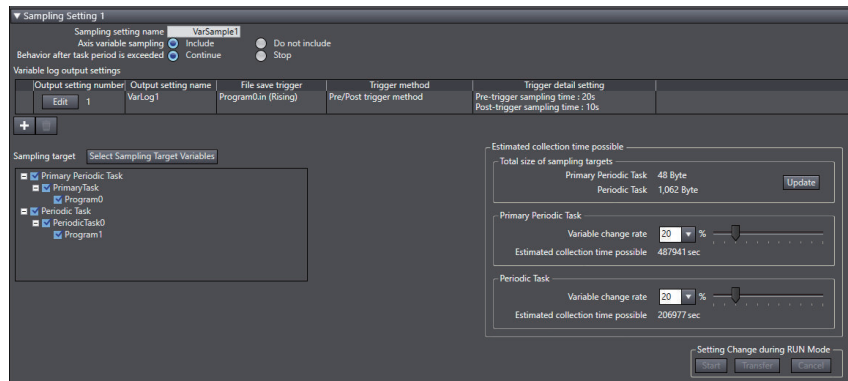 ▼ Sampling Setting 1
Sampling setting name VarSample1
Axis variable sampling Include Do not include
Behavior after task period is exceeded Continue Stop
Variable log output settings
Output setting number Output setting name File save trigger Trigger method Trigger detail setting
Edit 1 VarLog1 Program0.in (Rising) Pre/Post trigger method Pre-trigger sampling time : 20s
Post-trigger sampling time : 10s
+
Sampling target Select Sampling Target Variables
Primary Periodic Task
PrimaryTask
Program0
Periodic Task
PeriodicTask0
Program1
Estimated collection time possible
Total size of sampling targets
Primary Periodic Task 48 Byte
Periodic Task 1,062 Byte
Update
Primary Periodic Task
Variable change rate 20 %
Estimated collection time possible 487941 sec
Periodic Task
Variable change rate 20 %
Estimated collection time possible 206977 sec
Setting Change during RUN Mode
Start Transfer Cancel